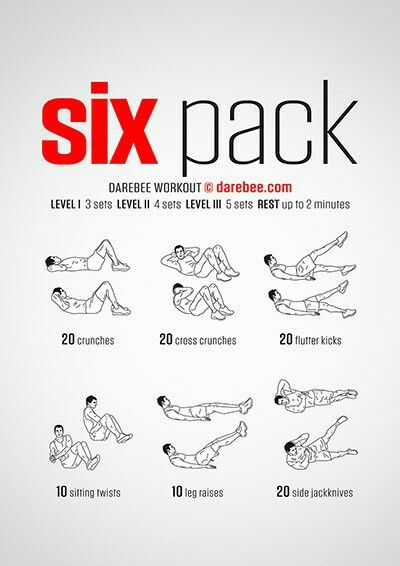 six pack
DAREBEE WORKOUT © darebee.com
LEVEL I 3 sets LEVEL II 4 sets LEVEL III 5 sets REST up to 2 minutes
20 crunches
20 cross crunches
20 flutter kicks
10 sitting twists
10 leg raises
20 side jackknives